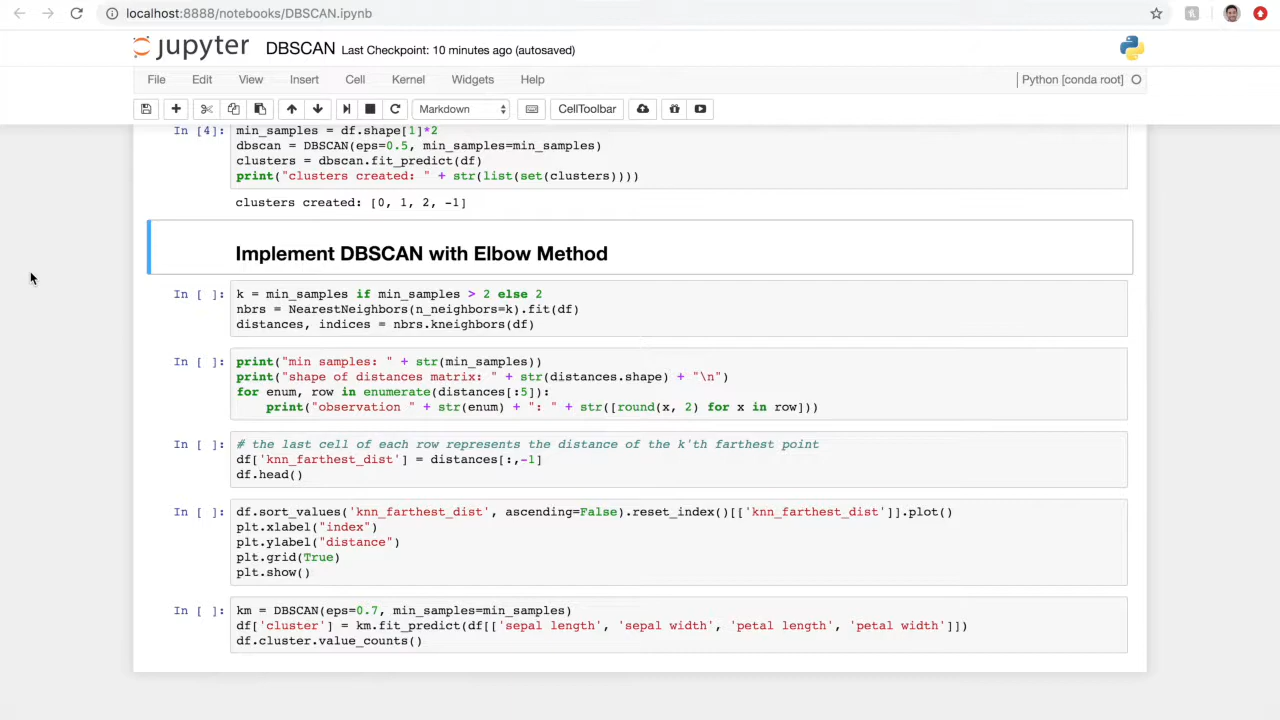 localhost:8888/notebooks/DBSCAN.ipynb
jupyter DBSCAN Last Checkpoint: 10 minutes ago (autosaved)
File Edit View Insert Cell Kernel Widgets Help Python [conda root]
Markdown CellToolbar
In [4]: min_samples = df.shape[1]*2
dbscan = DBSCAN(eps=0.5, min_samples=min_samples)
clusters = dbscan.fit_predict(df)
print("clusters created: " + str(list(set(clusters))))
clusters created: [0, 1, 2, -1]
Implement DBSCAN with Elbow Method
In [ ]: k = min_samples if min_samples > 2 else 2
nbrs = NearestNeighbors(n_neighbors=k).fit(df)
distances, indices = nbrs.kneighbors(df)
In [ ]: print("min samples: " + str(min_samples))
print("shape of distances matrix: " + str(distances.shape) + "\n")
for enum, row in enumerate(distances[:5]):
    print("observation " + str(enum) + ": " + str([round(x, 2) for x in row]))
In [ ]: # the last cell of each row represents the distance of the k'th farthest point
df['knn_farthest_dist'] = distances[:,-1]
df.head()
In [ ]: df.sort_values('knn_farthest_dist', ascending=False).reset_index()[['knn_farthest_dist']].plot()
plt.xlabel("index")
plt.ylabel("distance")
plt.grid(True)
plt.show()
In [ ]: km = DBSCAN(eps=0.7, min_samples=min_samples)
df['cluster'] = km.fit_predict(df[['sepal length', 'sepal width', 'petal length', 'petal width']])
df.cluster.value_counts()